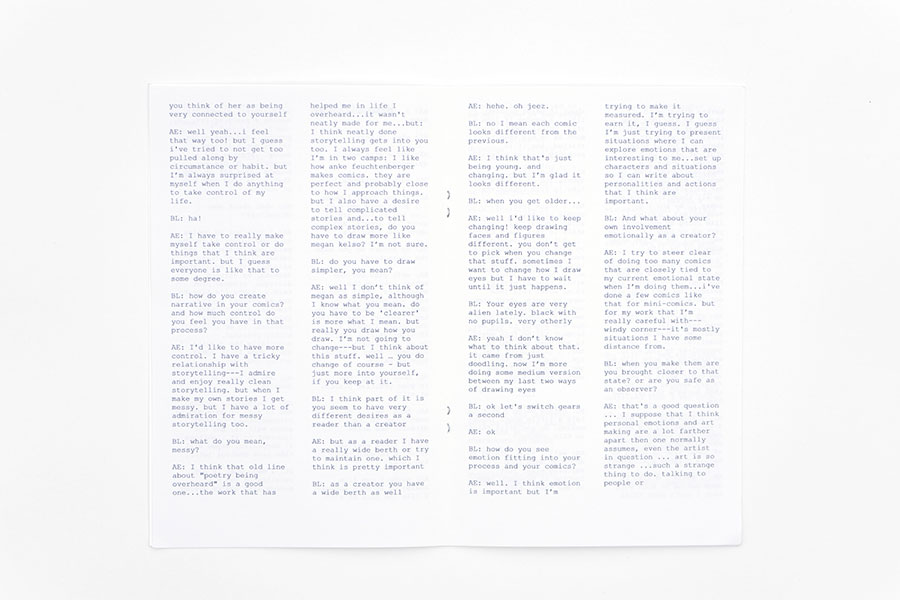 you think of her as being
very connected to yourself
AE: well yeah...i feel
that way too! but I guess
i've tried to not get too
pulled along by
circumstance or habit. but
I'm always surprised at
myself when I do anything
to take control of my
life.
BL: ha!
AE: I have to really make
myself take control or do
things that I think are
important. but I guess
everyone is like that to
some degree.
BL: how do you create
narrative in your comics?
and how much control do
you feel you have in that
process?
AE: I'd like to have more
control. I have a tricky
relationship with
storytelling---I admire
and enjoy really clean
storytelling. but when I
make my own stories I get
messy. but I have a lot of
admiration for messy
storytelling too.
BL: what do you mean,
messy?
AE: I think that old line
about "poetry being
overheard" is a good
one...the work that has
helped me in life I
overheard...it wasn't
neatly made for me...but:
I think neatly done
storytelling gets into you
too. I always feel like
I'm in two camps: I like
how anke feuchtenberger
makes comics. they are
perfect and probably close
to how I approach things.
but I also have a desire
to tell complicated
stories and...to tell
complex stories, do you
have to draw more like
megan kelso? I'm not sure.
BL: do you have to draw
simpler, you mean?
AE: well I don't think of
megan as simple, although
I know what you mean. do
you have to be 'clearer'
is more what I mean. but
really you draw how you
draw. I'm not going to
change---but I think about
this stuff. well … you do
change of course - but
just more into yourself,
if you keep at it.
BL: I think part of it is
you seem to have very
different desires as a
reader than a creator
AE: but as a reader I have
a really wide berth or try
to maintain one. which I
think is pretty important
BL: as a creator you have
a wide berth as well
AE: hehe. oh jeez.
BL: no I mean each comic
looks different from the
previous.
AE: I think that's just
being young. and
changing, but I'm glad it
looks different.
BL: when you get older...
AE: well i'd like to keep
changing! keep drawing
faces and figures
different. you don't get
to pick when you change
that stuff. sometimes I
want to change how I draw
eyes but I have to wait
until it just happens.
BL: Your eyes are very
alien lately. black with
no pupils. very otherly
AE: yeah I don't know
what to think about that.
it came from just
doodling. now I'm more
doing some medium version
between my last two ways
of drawing eyes
BL: ok let's switch gears
a second
AE: ok
BL: how do you see
emotion fitting into your
process and your comics?
AE: well. I think emotion
is important but I'm
trying to make it
measured. I'm trying to
earn it, I guess. I guess
I'm just trying to present
situations where I can
explore emotions that are
interesting to me...set up
characters and situations
so I can write about
personalities and actions
that I think are
important.
BL: And what about your
own involvement
emotionally as a creator?
AE: I try to steer clear
of doing too many comics
that are closely tied to
my current emotional state
when I'm doing them...i've
done a few comics like
that for mini-comics. but
for my work that I'm
really careful with---
windy corner---it's mostly
situations I have some
distance from.
BL: when you make them are
you brought closer to that
state? or are you safe as
an observer?
AE: that's a good question
... I suppose that I think
personal emotions and art
making are a lot farther
apart then one normally
assumes, even the artist
in question ... art is so
strange ...such a strange
thing to do. talking to
people or